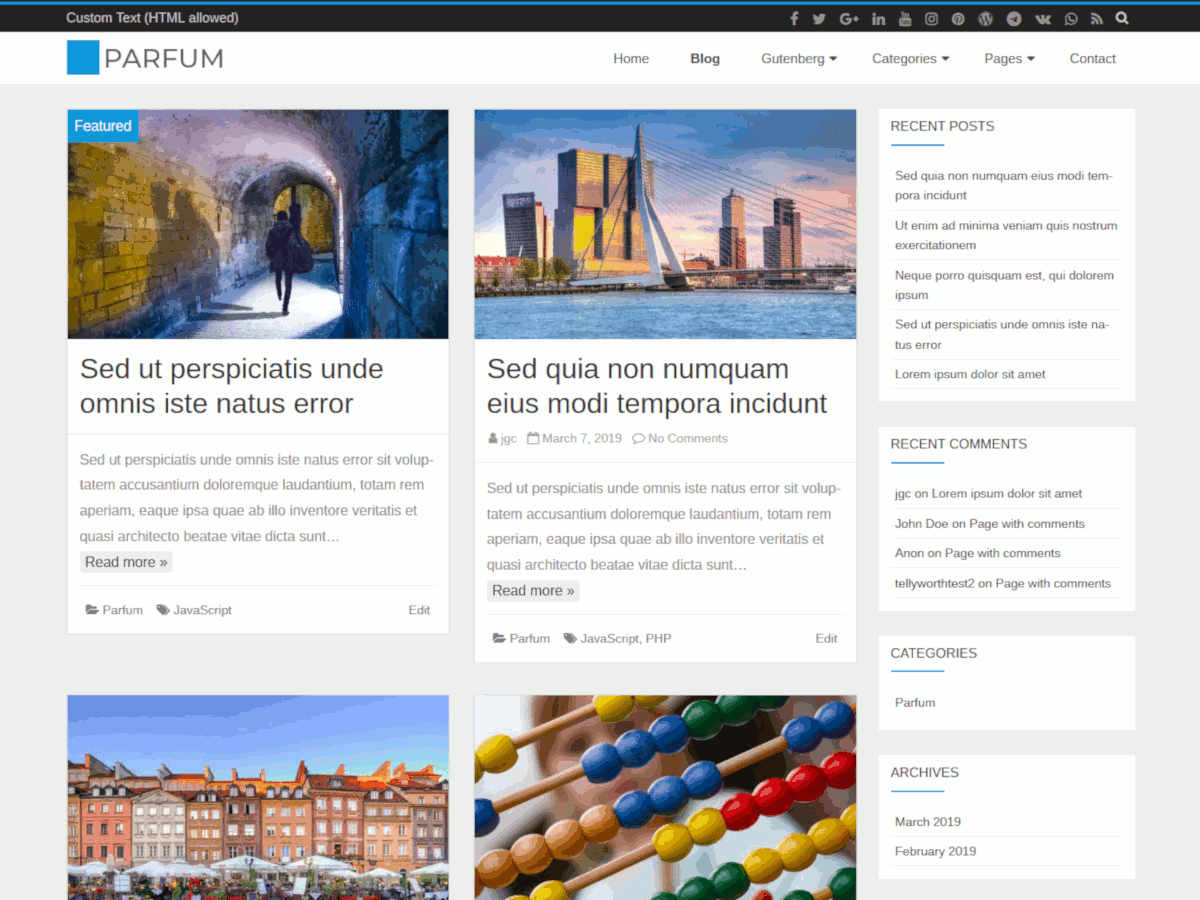 Custom Text (HTML allowed)
PARFUM
Home Blog Gutenberg Categories Pages Contact
Featured
Sed ut perspiciatis unde
omnis iste natus error
Sed ut perspiciatis unde omnis iste natus error sit volup-
tatem accusantium doloremque laudantium, totam rem
aperiam, eaque ipsa quae ab illo inventore veritatis et
quasi architecto beatae vitae dicta sunt…
Read more »
Parfum JavaScript Edit
Sed quia non numquam
eius modi tempora incidunt
jgc March 7, 2019 No Comments
Sed ut perspiciatis unde omnis iste natus error sit volup-
tatem accusantium doloremque laudantium, totam rem
aperiam, eaque ipsa quae ab illo inventore veritatis et
quasi architecto beatae vitae dicta sunt…
Read more »
Parfum JavaScript, PHP Edit
RECENT POSTS
Sed quia non numquam eius modi tem-
pora incidunt
Ut enim ad minima veniam quis nostrum
exercitationem
Neque porro quisquam est, qui dolorem
ipsum
Sed ut perspiciatis unde omnis iste na-
tus error
Lorem ipsum dolor sit amet
RECENT COMMENTS
jgc on Lorem ipsum dolor sit amet
John Doe on Page with comments
Anon on Page with comments
tellyworthtest2 on Page with comments
CATEGORIES
Parfum
ARCHIVES
March 2019
February 2019